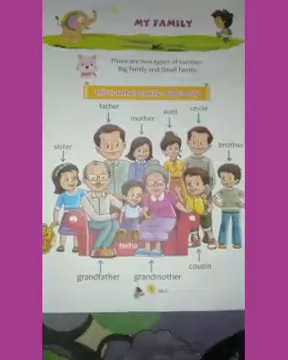 MY FAMILY
There are two types of families
Big Family and Small Family.
father
mother
aunt
uncle
sister
brother
Neha
grandfather
grandmother
cousin